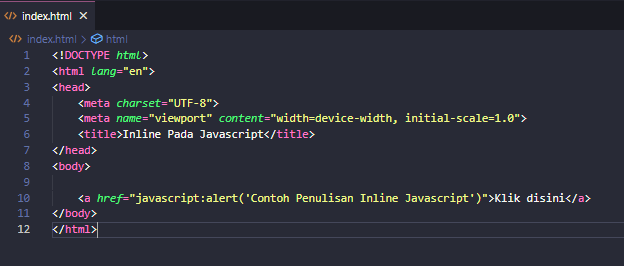 index.html
index.html > html
1 <!DOCTYPE html>
2 <html lang="en">
3 <head>
4     <meta charset="UTF-8">
5     <meta name="viewport" content="width=device-width, initial-scale=1.0">
6     <title>Inline Pada Javascript</title>
7 </head>
8 <body>
9
10     <a href="javascript:alert('Contoh Penulisan Inline Javascript')">Klik disini</a>
11 </body>
12 </html>